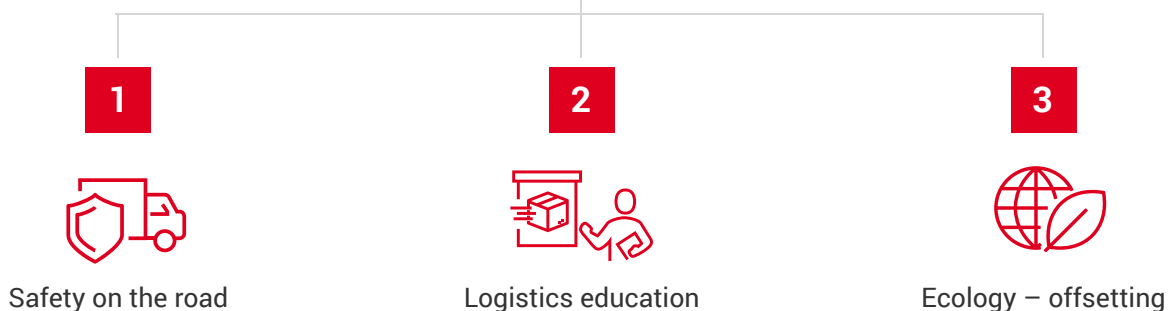 1
2
3
Safety on the road
Logistics education
Ecology – offsetting